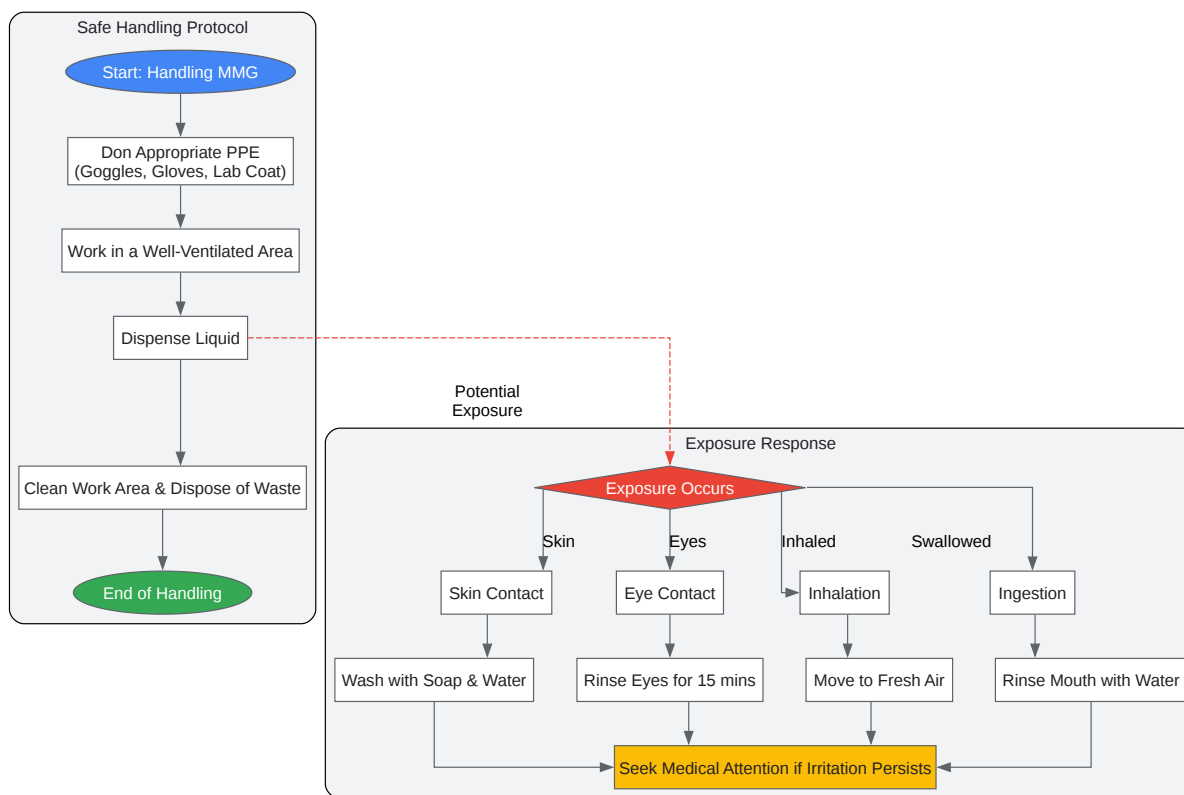 Safe Handling Protocol
Start: Handling MMG
Don Appropriate PPE
(Goggles, Gloves, Lab Coat)
Work in a Well-Ventilated Area
Dispense Liquid
Potential
Exposure
Clean Work Area & Dispose of Waste
End of Handling
Exposure Response
Exposure Occurs
Skin
Eyes
Inhaled
Swallowed
Skin Contact
Eye Contact
Inhalation
Ingestion
Wash with Soap & Water
Rinse Eyes for 15 mins
Move to Fresh Air
Rinse Mouth with Water
Seek Medical Attention if Irritation Persists